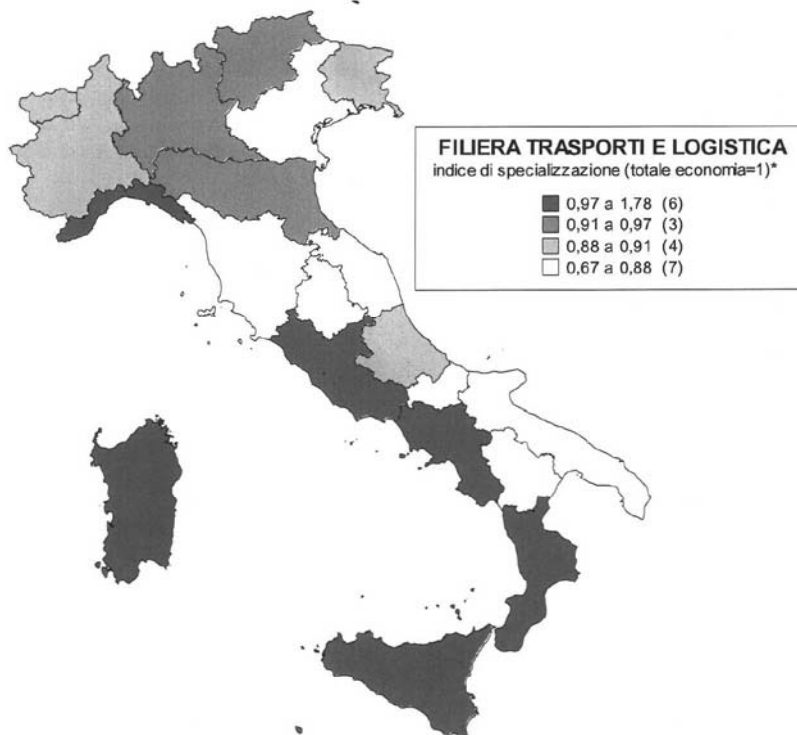 FILIERA TRASPORTI E LOGISTICA
indice di specializzazione (totale economia=1)*
0,97 a 1,78 (6)
0,91 a 0,97 (3)
0,88 a 0,91 (4)
0,67 a 0,88 (7)